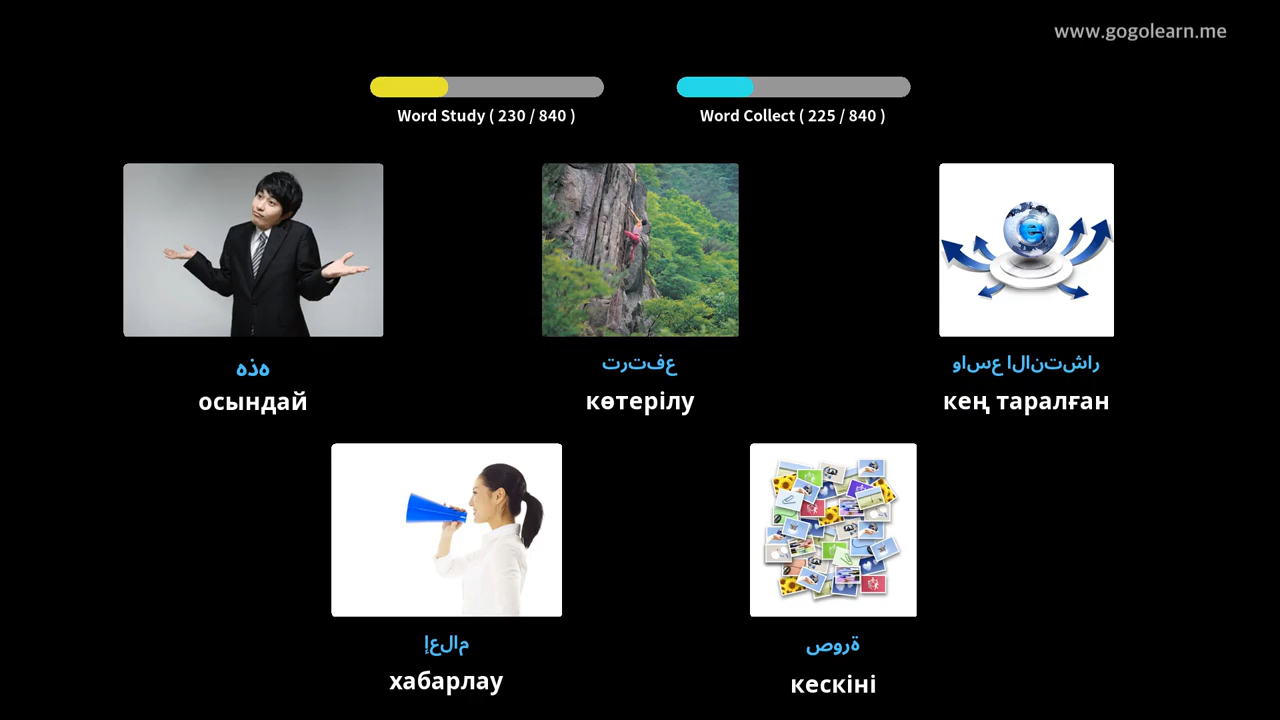 www.gogolearn.me
Word Study ( 230 / 840 )
Word Collect ( 225 / 840 )
هذه
осындай
ترتفع
көтерілу
واسع الانتشار
кең таралған
إعلام
хабарлау
صورة
кескіні